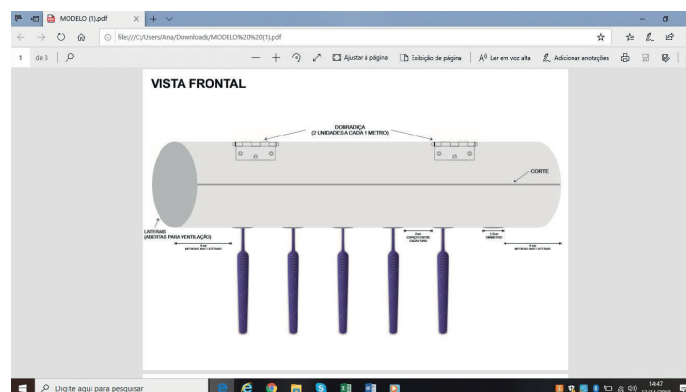 MODELO (1).pdf
file:///C:/Users/Ana/Downloads/MODELO%20%20(1).pdf
1 de 3
Ajustar à página
Exibição de página
Ler em voz alta
Adicionar anotações
VISTA FRONTAL
DOBRADIÇA
(2 UNIDADES A CADA 1 METRO)
CORTE
LATERAIS
(ABERTAS PARA VENTILAÇÃO)
Digite aqui para pesquisar
14:47